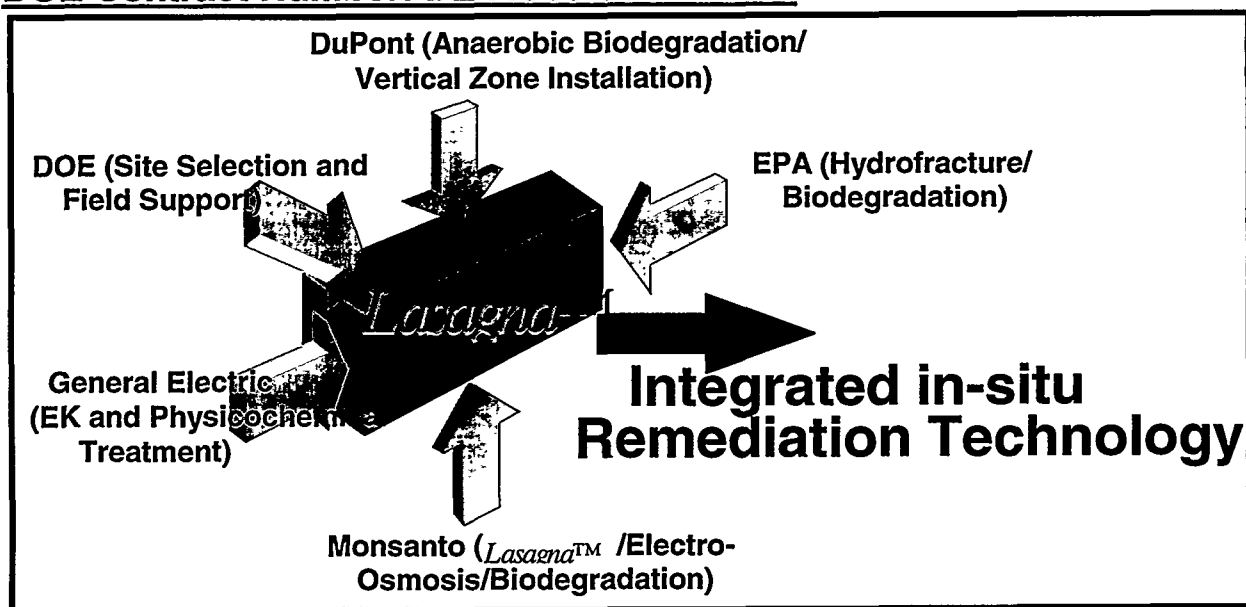 DuPont (Anaerobic Biodegradation/
Vertical Zone Installation)
DOE (Site Selection and
Field Support)
EPA (Hydrofracture/
Biodegradation)
Lasagna
General Electric
(EK and Physicochemical
Treatment)
Integrated in-situ
Remediation Technology
Monsanto (Lasagna™ /Electro-
Osmosis/Biodegradation)